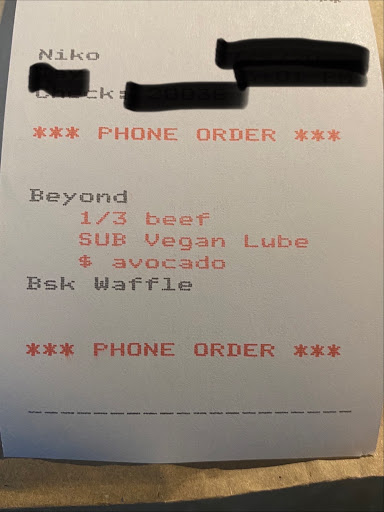 Niko
*** PHONE ORDER ***
Beyond
1/3 beef
SUB Vegan Lube
$ avocado
Bsk Waffle
*** PHONE ORDER ***